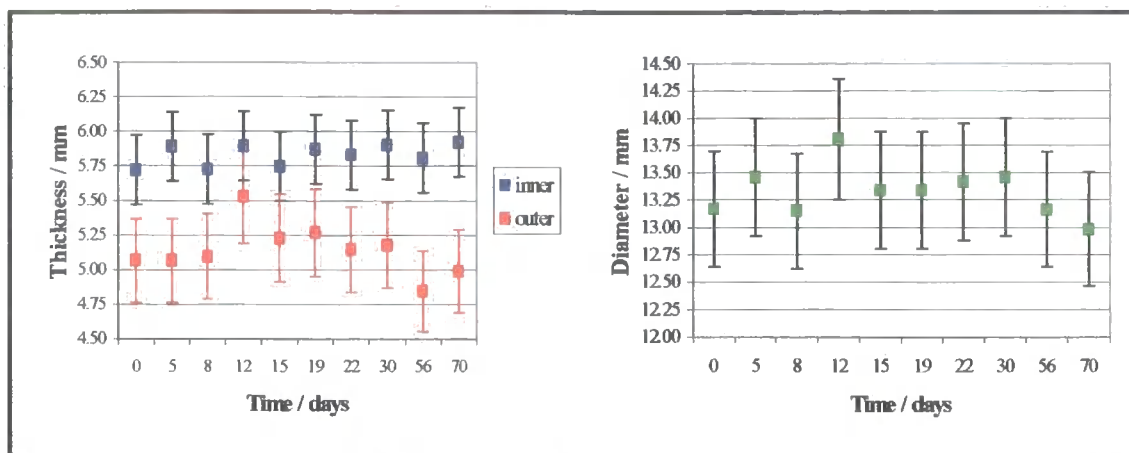 Thickness / mm
6.50
6.25
6.00
5.75
5.50
5.25
5.00
4.75
4.50
0 5 8 12 15 19 22 30 56 70
Time / days
inner
outer
Diameter / mm
14.50
14.25
14.00
13.75
13.50
13.25
13.00
12.75
12.50
12.25
12.00
0 5 8 12 15 19 22 30 56 70
Time / days